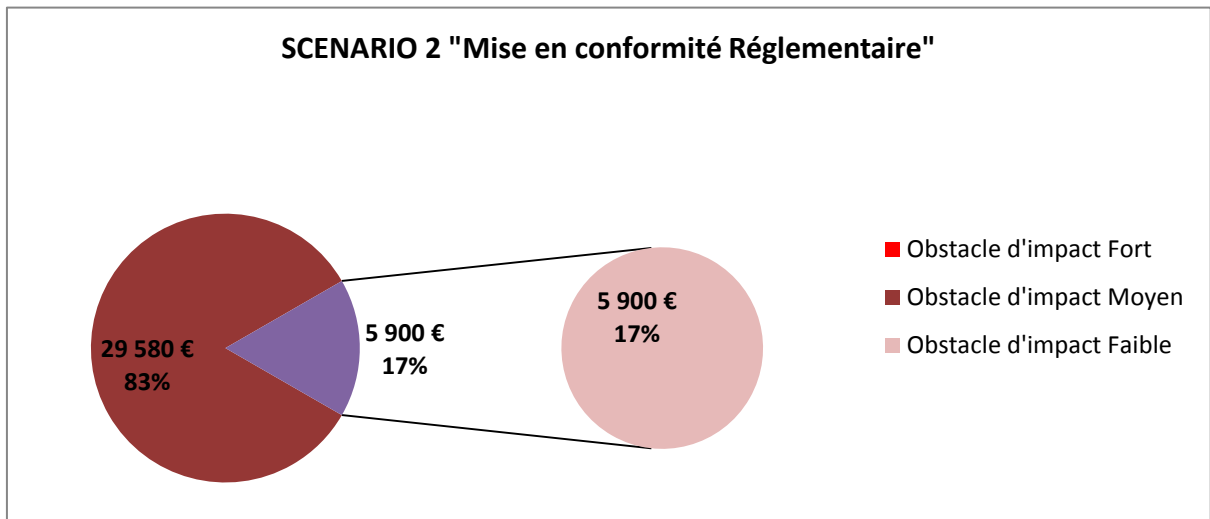 SCENARIO 2 "Mise en conformité Réglementaire"
29 580 €
83%
5 900 €
17%
5 900 €
17%
Obstacle d'impact Fort
Obstacle d'impact Moyen
Obstacle d'impact Faible